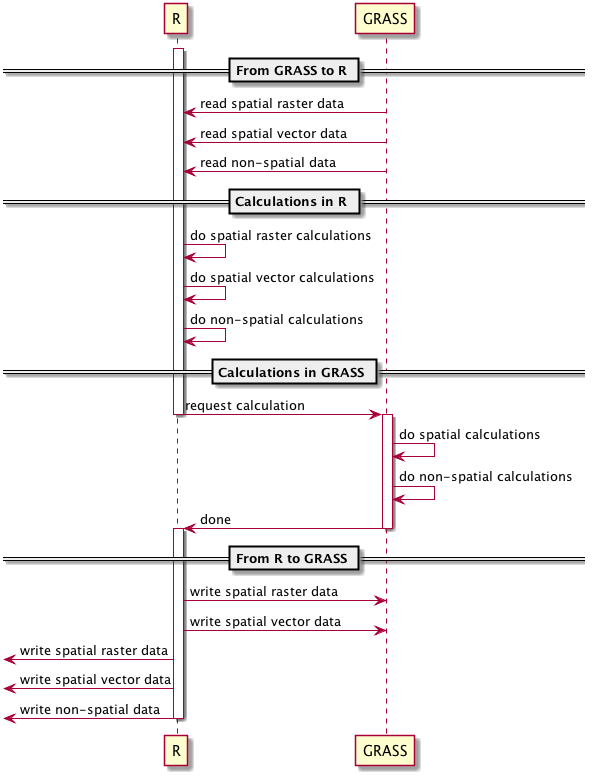 R
GRASS
From GRASS to R
read spatial raster data
read spatial vector data
read non-spatial data
Calculations in R
do spatial raster calculations
do spatial vector calculations
do non-spatial calculations
Calculations in GRASS
request calculation
do spatial calculations
do non-spatial calculations
done
From R to GRASS
write spatial raster data
write spatial vector data
write spatial raster data
write spatial vector data
write non-spatial data
R
GRASS